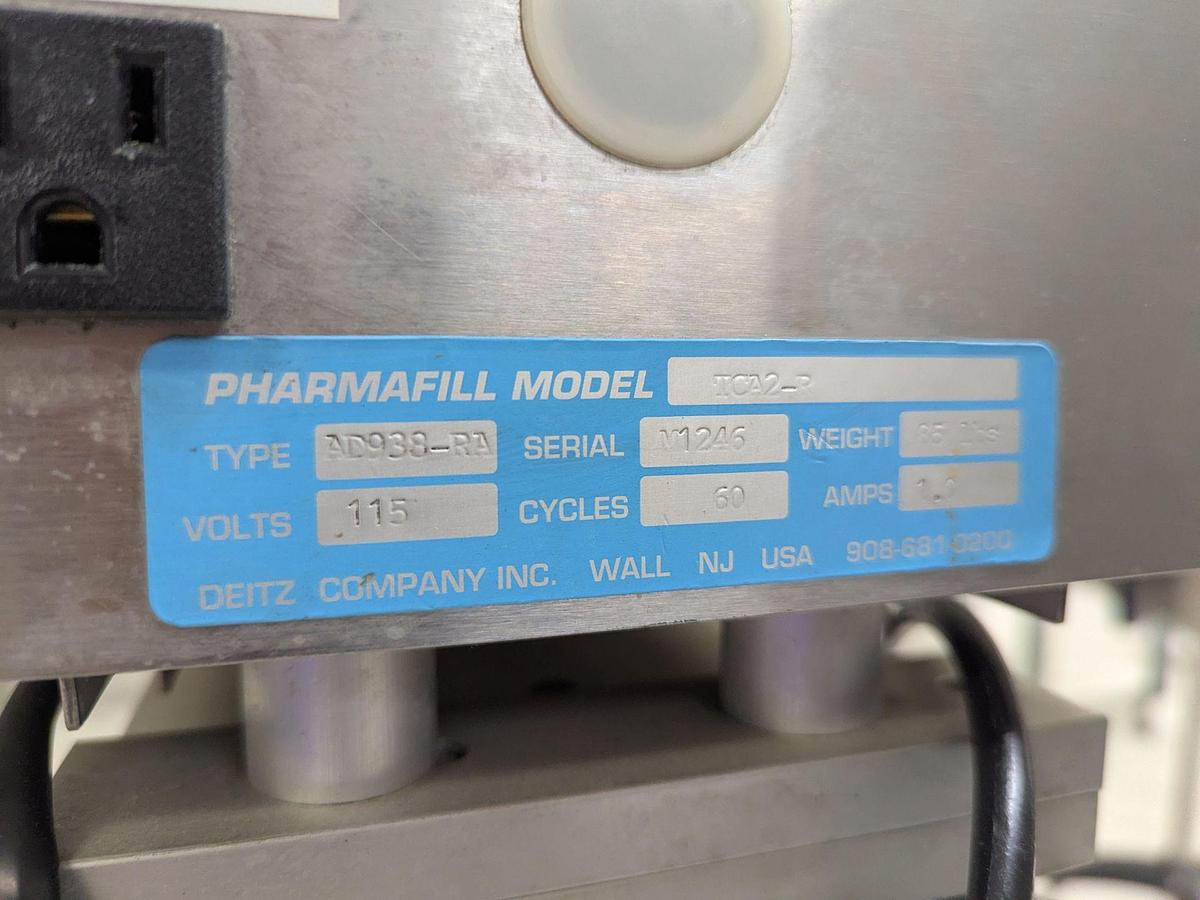 PHARMAFILL MODEL TCA2-R
TYPE AD938-RA SERIAL M1246 WEIGHT lbs
VOLTS 115 CYCLES 60 AMPS
DEITZ COMPANY INC. WALL NJ USA 908-681-0200